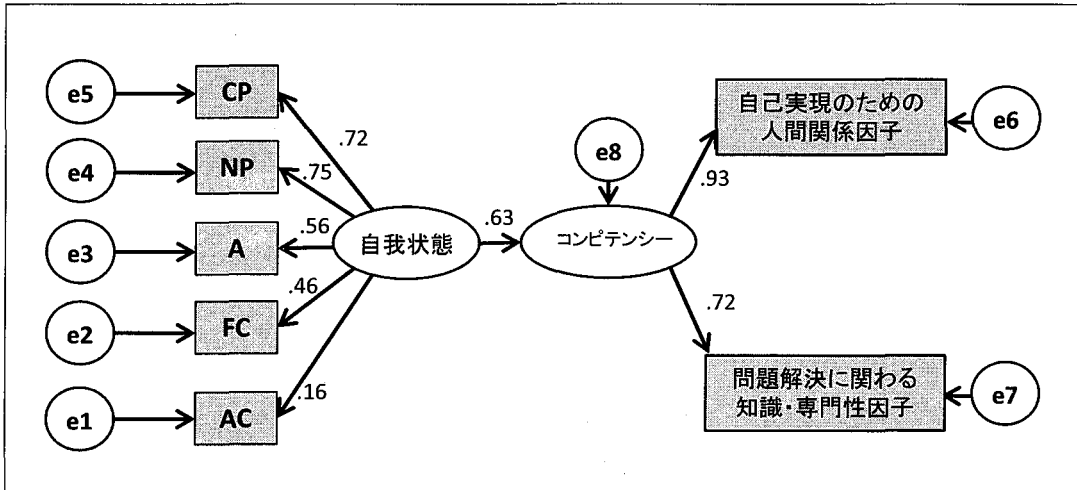 e5
CP
.72
e4
NP
.75
e3
A
.56
e2
FC
.46
e1
AC
.16
自我状態
.63
e8
コンピテンシー
.93
自己実現のための
人間関係因子
e6
.72
問題解決に関わる
知識・専門性因子
e7